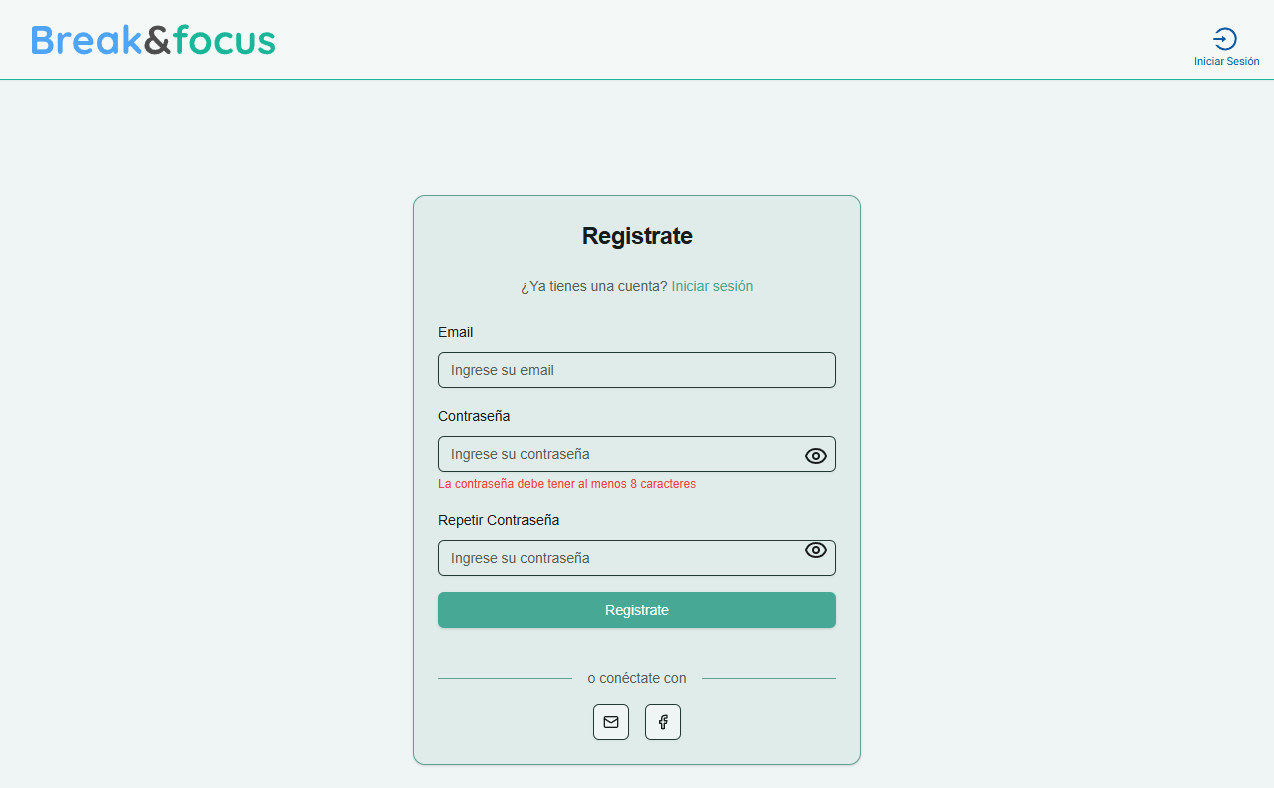 Break&focus
Iniciar Sesión
Registrate
¿Ya tienes una cuenta? Iniciar sesión
Email
Ingrese su email
Contraseña
Ingrese su contraseña
La contraseña debe tener al menos 8 caracteres
Repetir Contraseña
Ingrese su contraseña
Registrate
o conéctate con